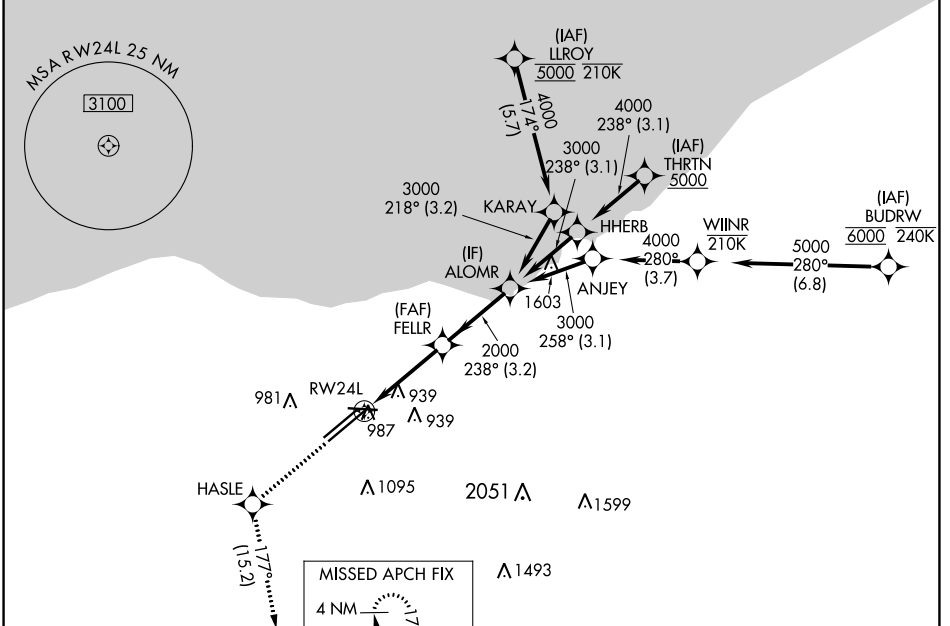 MSA RW24L 25 NM
3100
(IAF)
LLROY
5000 210K
4000
174°
(5.7)
4000
238° (3.1)
3000
238° (3.1)
(IAF)
THRTN
5000
3000
218° (3.2)
KARAY
HHERB
(IAF)
BUDRW
6000 240K
WIINR
210K
4000
280°
(3.7)
5000
280°
(6.8)
(IF)
ALOMR
ANJEY
1603
3000
258° (3.1)
(FAF)
FELLR
2000
238° (3.2)
RW24L
981
939
939
987
HASLE
1095
2051
1599
177°
(15.2)
1493
MISSED APCH FIX
4 NM
17